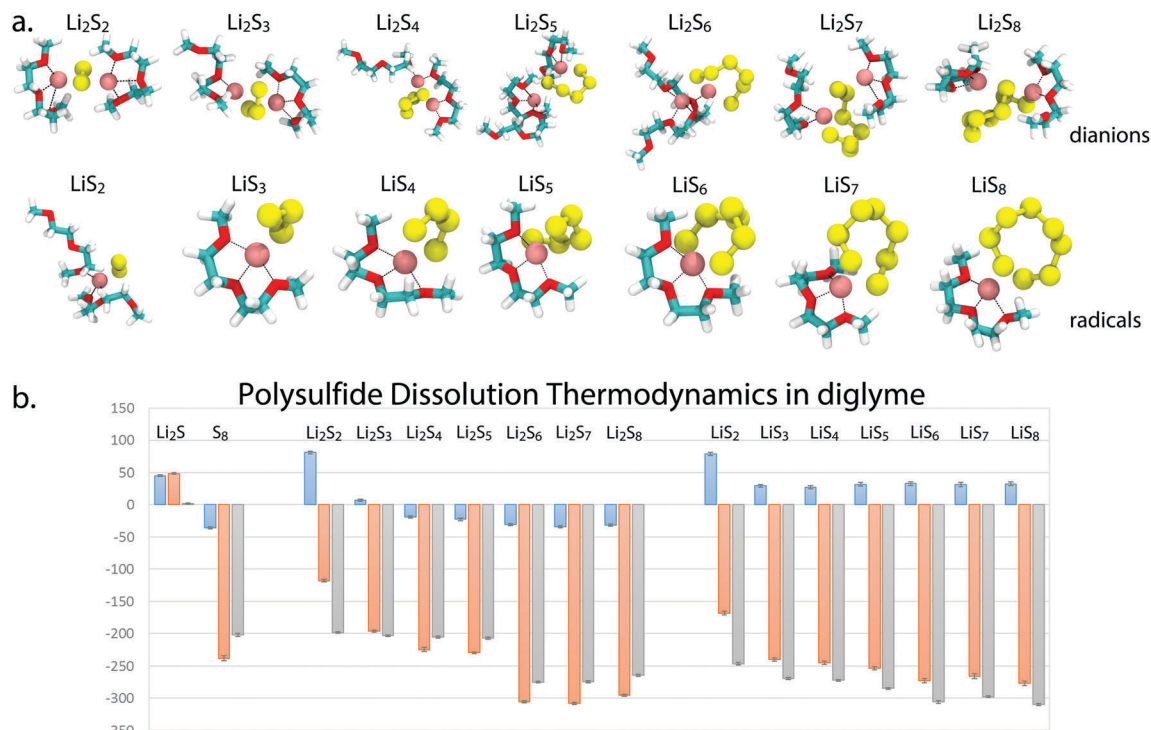 a.
Li₂S₂ Li₂S₃ Li₂S₄ Li₂S₅ Li₂S₆ Li₂S₇ Li₂S₈
dianions
LiS₂ LiS₃ LiS₄ LiS₅ LiS₆ LiS₇ LiS₈
radicals
b.
Polysulfide Dissolution Thermodynamics in diglyme
150
100
Li₂S S₈ Li₂S₂ Li₂S₃ Li₂S₄ Li₂S₅ Li₂S₆ Li₂S₇ Li₂S₈ LiS₂ LiS₃ LiS₄ LiS₅ LiS₆ LiS₇ LiS₈
50
0
-50
-100
-150
-200
-250
-300
-350